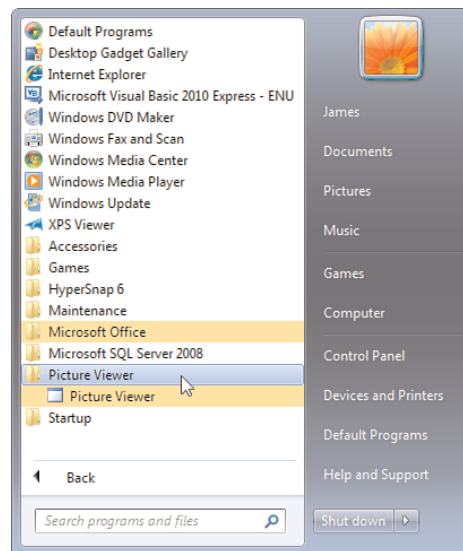 Default Programs
Desktop Gadget Gallery
Internet Explorer
Microsoft Visual Basic 2010 Express - ENU
Windows DVD Maker
Windows Fax and Scan
Windows Media Center
Windows Media Player
Windows Update
XPS Viewer
Accessories
Games
HyperSnap 6
Maintenance
Microsoft Office
Microsoft SQL Server 2008
Picture Viewer
Picture Viewer
Startup
Back
Search programs and files
James
Documents
Pictures
Music
Games
Computer
Control Panel
Devices and Printers
Default Programs
Help and Support
Shut down